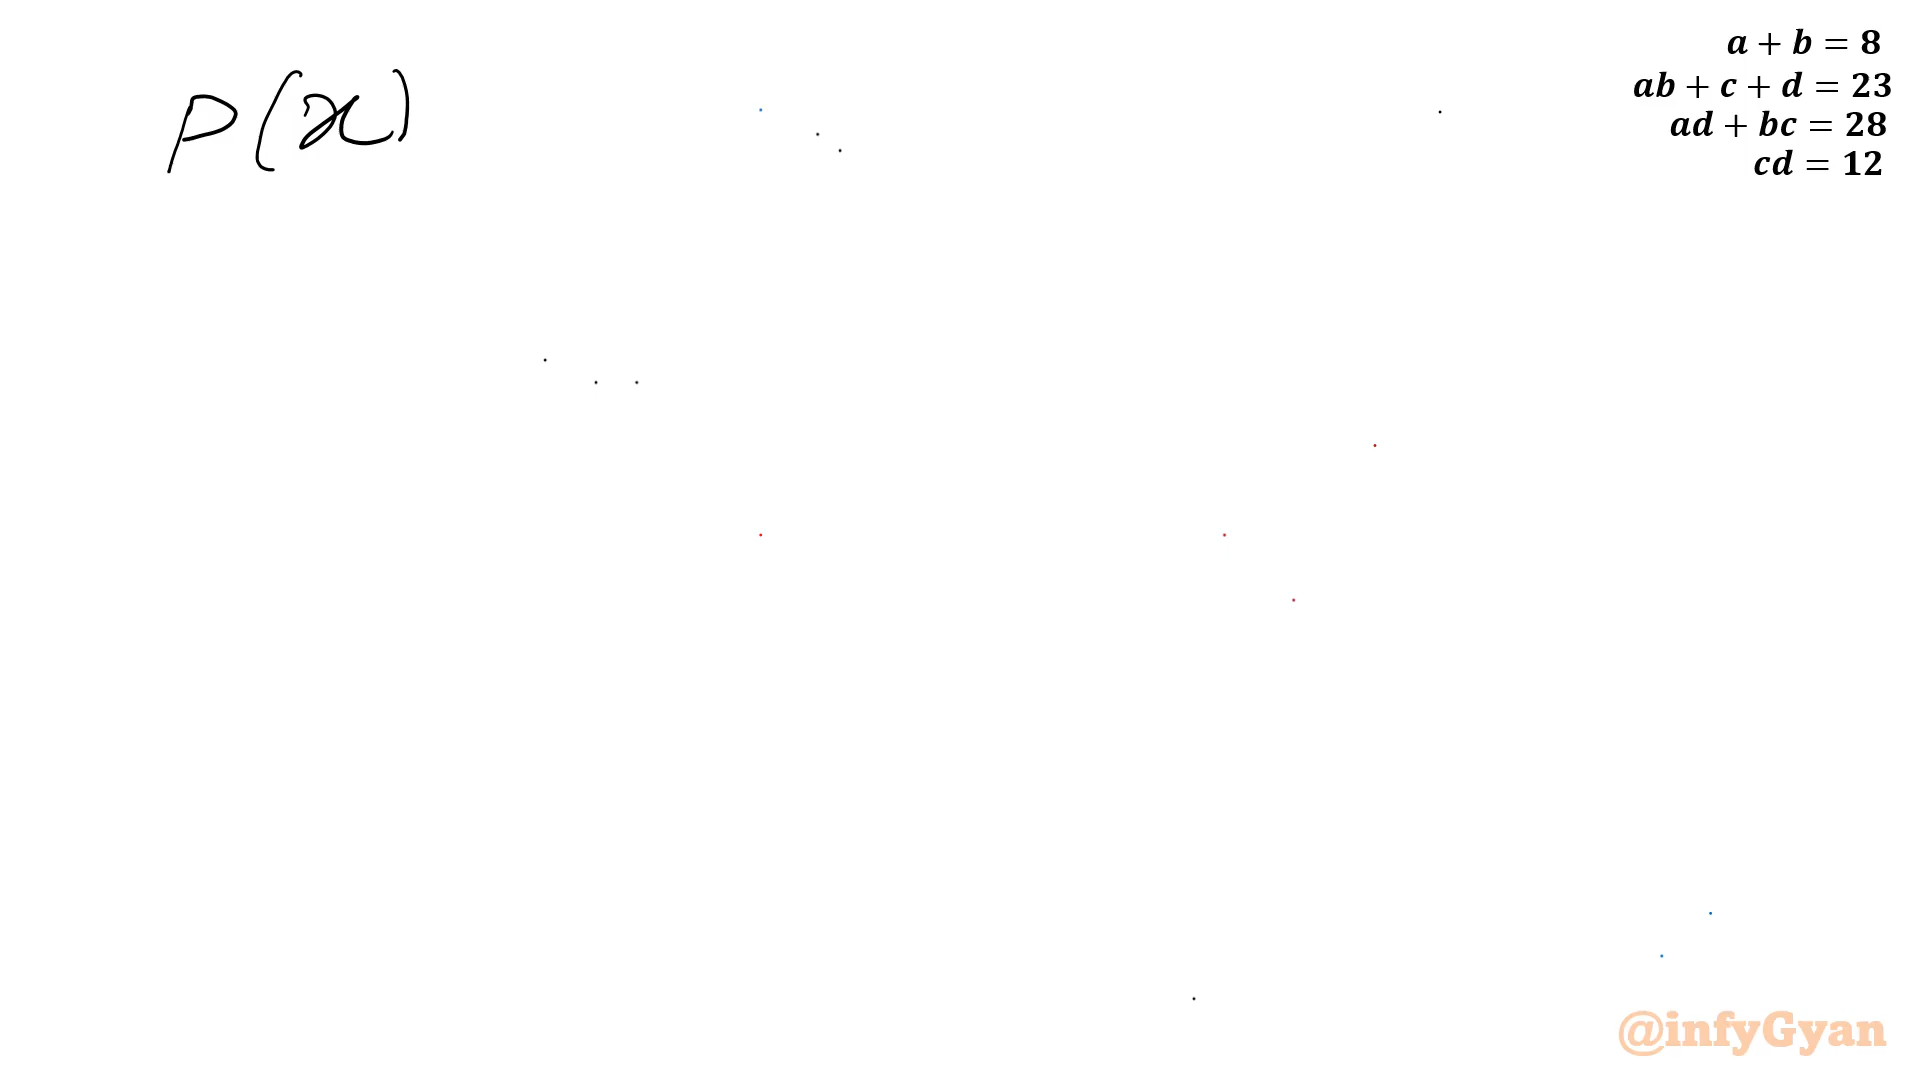 a + b = 8
ab + c + d = 23
ad + bc = 28
cd = 12
P(x)
@infyGyan